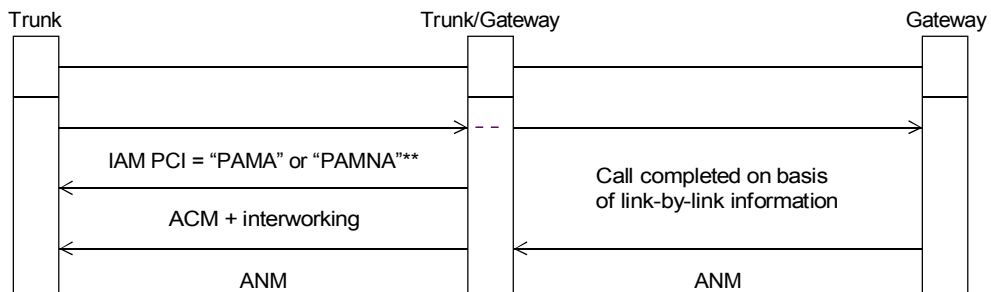 Trunk
Trunk/Gateway
Gateway
IAM PCI = “PAMA” or “PAMNA”**
Call completed on basis
of link-by-link information
ACM + interworking
ANM
ANM